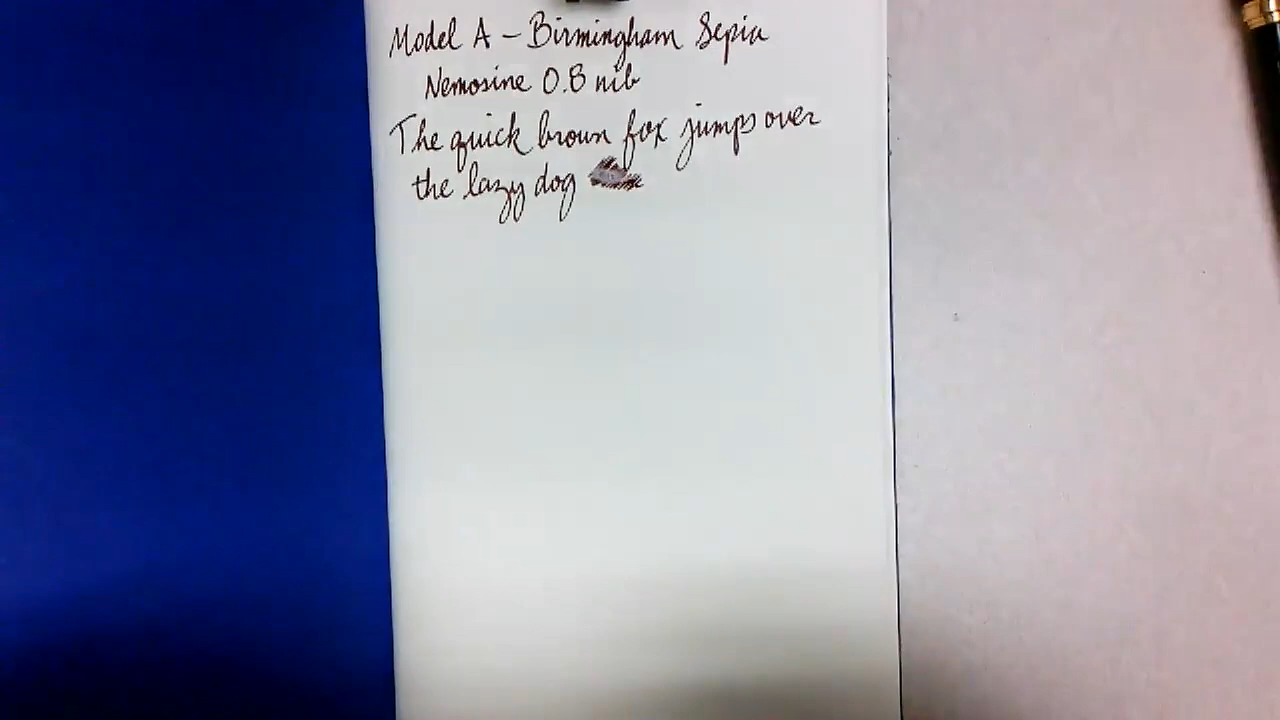 Model A - Birmingham Sepia
Nemosine 0.8 nib
The quick brown fox jumps over
the lazy dog